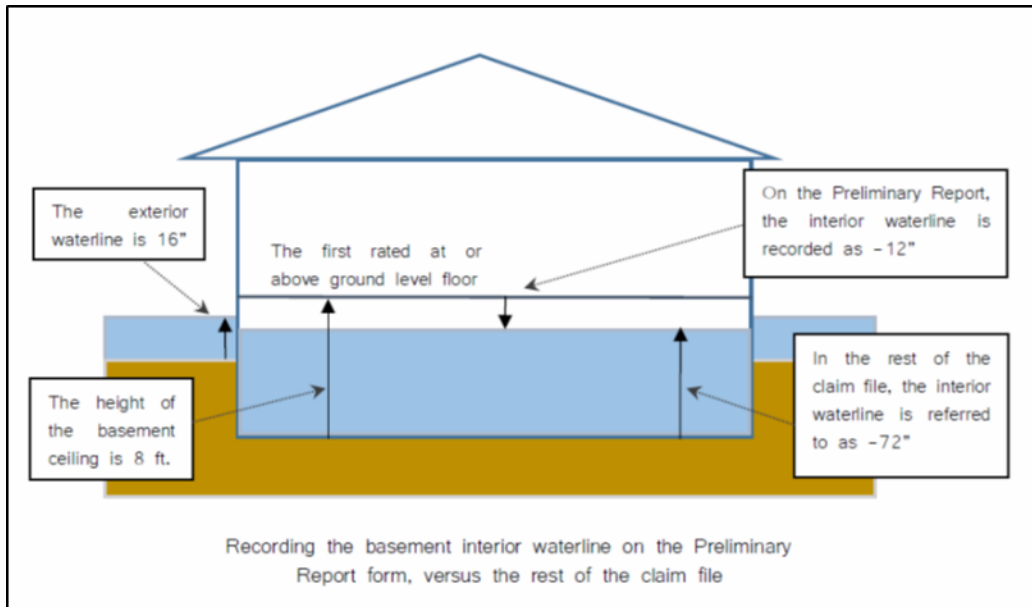 The exterior
waterline is 16"
The first rated at or
above ground level floor
On the Preliminary Report,
the interior waterline is
recorded as -12"
The height of
the basement
ceiling is 8 ft.
In the rest of the
claim file, the interior
waterline is referred
to as -72"
Recording the basement interior waterline on the Preliminary
Report form, versus the rest of the claim file